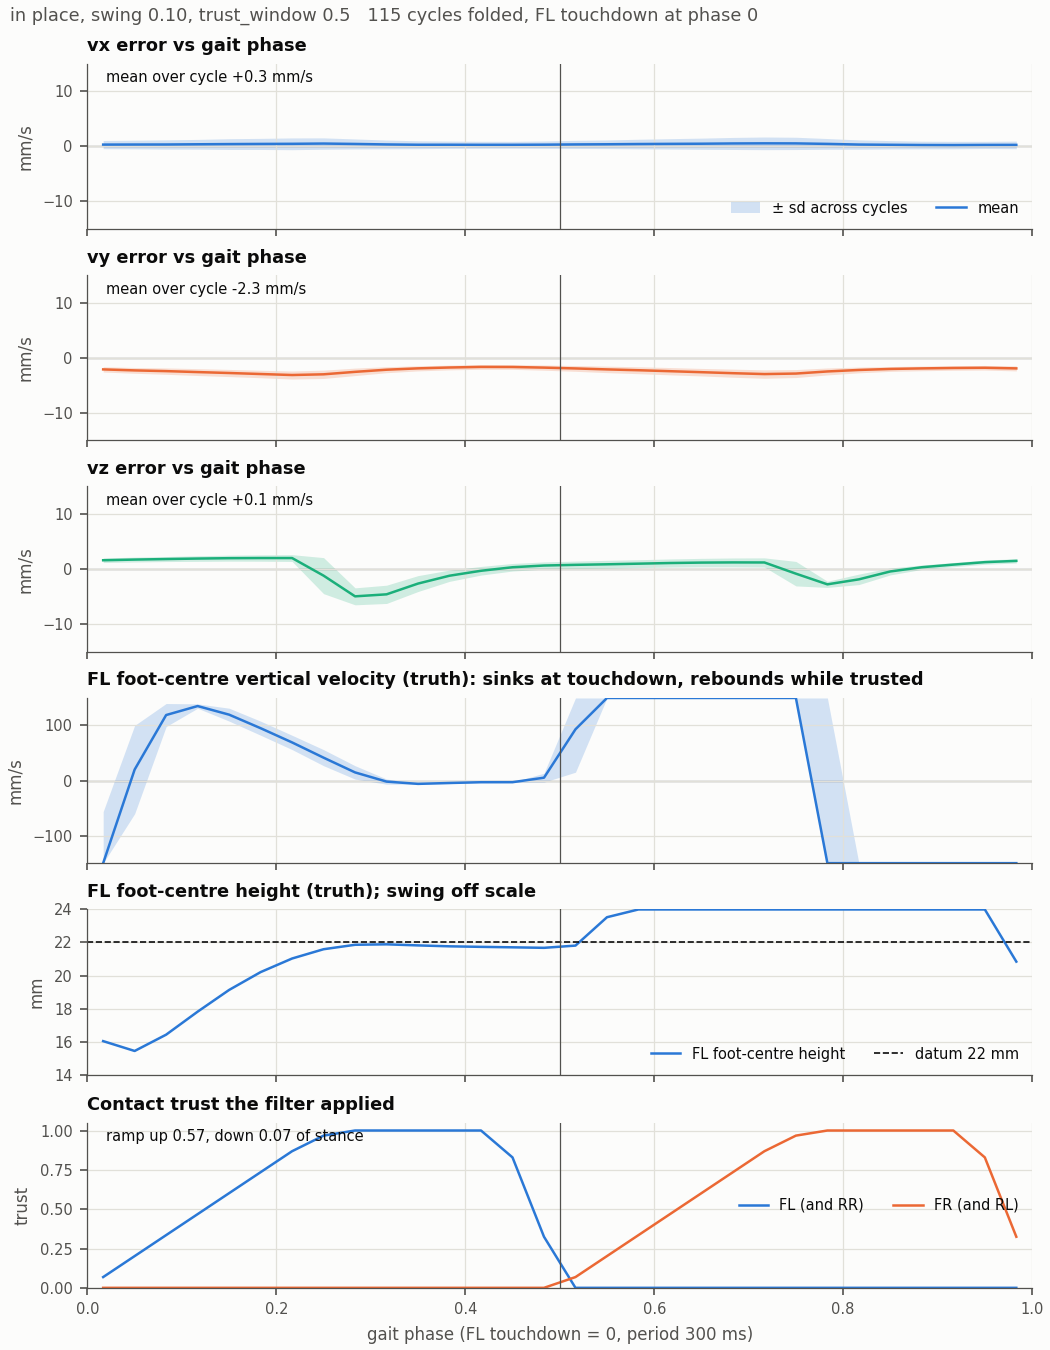 in place, swing 0.10, trust_window 0.5   115 cycles folded, FL touchdown at phase 0
vx error vs gait phase
mean over cycle +0.3 mm/s
10
0
−10
mm/s
± sd across cycles
mean
vy error vs gait phase
mean over cycle -2.3 mm/s
10
0
−10
mm/s
vz error vs gait phase
mean over cycle +0.1 mm/s
10
0
−10
mm/s
FL foot-centre vertical velocity (truth): sinks at touchdown, rebounds while trusted
100
0
−100
mm/s
FL foot-centre height (truth); swing off scale
24
22
20
18
16
14
mm
FL foot-centre height
datum 22 mm
Contact trust the filter applied
ramp up 0.57, down 0.07 of stance
1.00
0.75
0.50
0.25
0.00
trust
FL (and RR)
FR (and RL)
0.0 0.2 0.4 0.6 0.8 1.0
gait phase (FL touchdown = 0, period 300 ms)